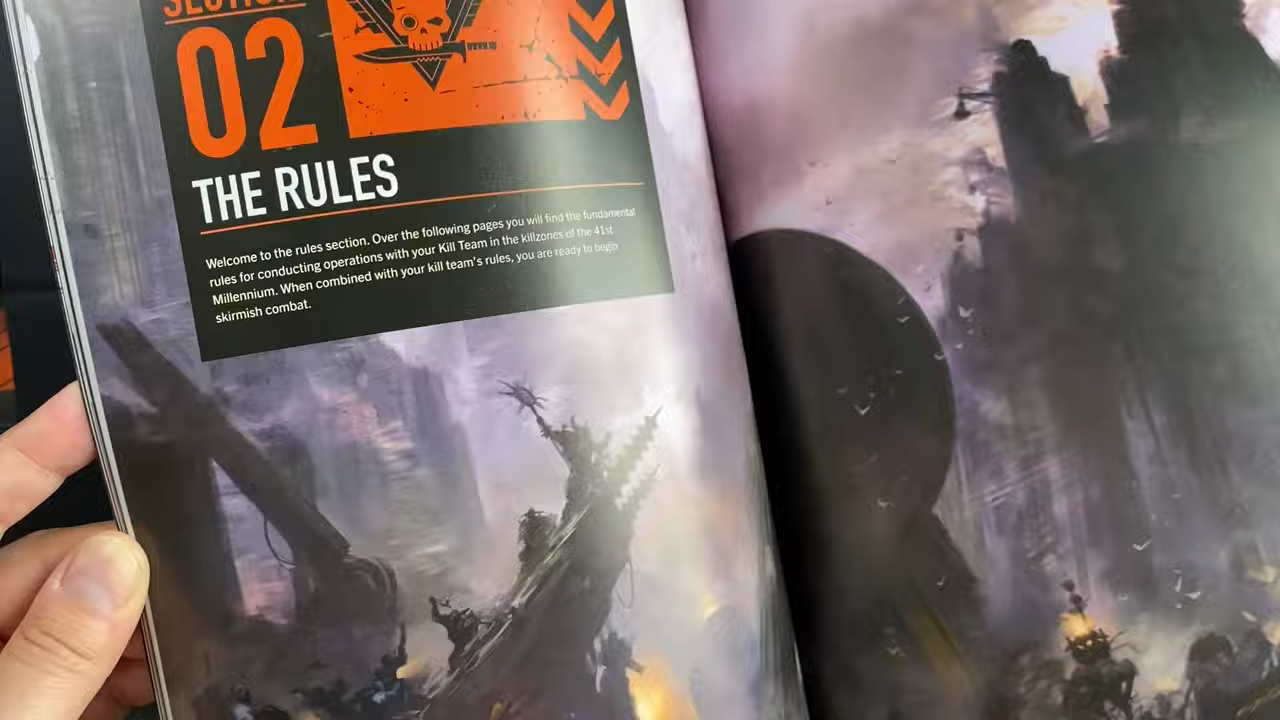 SECTION
02
THE RULES
Welcome to the rules section. Over the following pages you will find the fundamental
rules for conducting operations with your Kill Team in the killzones of the 41st
Millennium. When combined with your kill team's rules, you are ready to begin
skirmish combat.